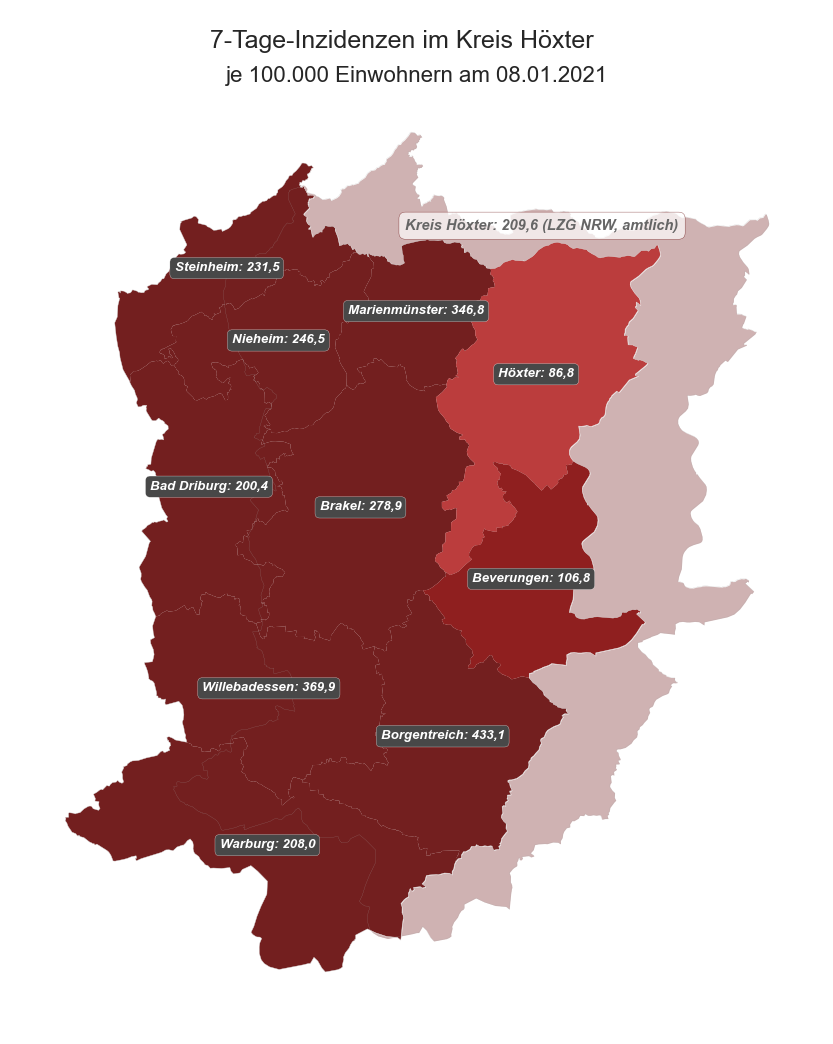 7-Tage-Inzidenzen im Kreis Höxter
je 100.000 Einwohnern am 08.01.2021
Kreis Höxter: 209,6 (LZG NRW, amtlich)
Steinheim: 231,5
Marienmünster: 346,8
Nieheim: 246,5
Höxter: 86,8
Bad Driburg: 200,4
Brakel: 278,9
Beverungen: 106,8
Willebadessen: 369,9
Borgentreich: 433,1
Warburg: 208,0